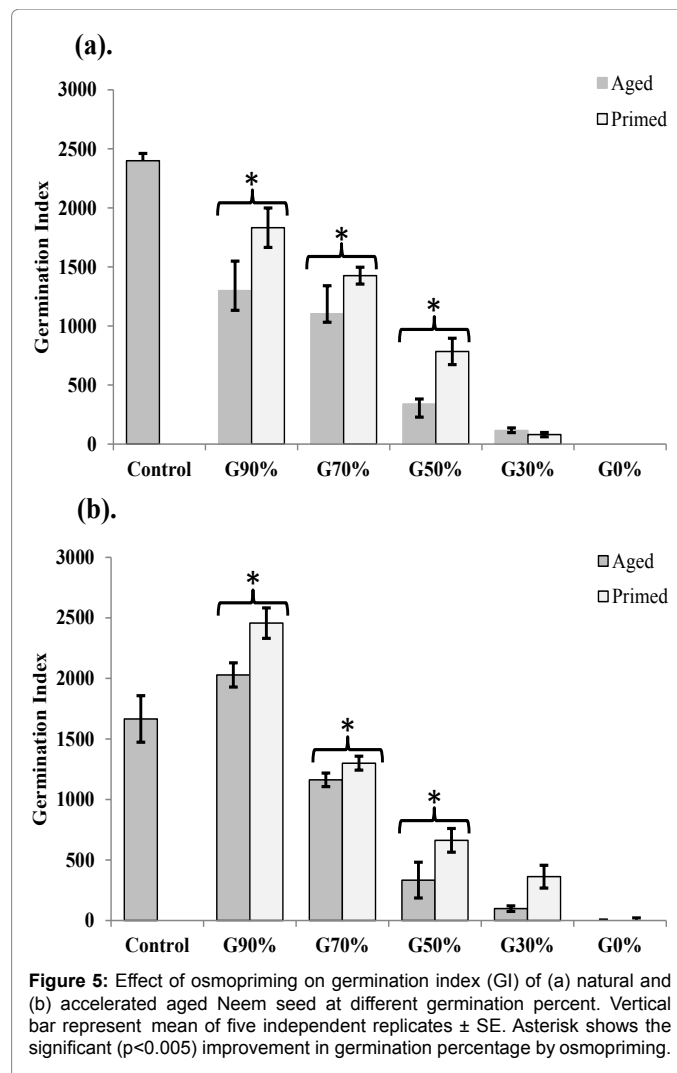 (a).
Aged
Primed
3000
2500
2000
1500
1000
500
0
Germination Index
*
*
*
Control G90% G70% G50% G30% G0%
(b).
Aged
Primed
3000
2500
2000
1500
1000
500
0
Germination Index
*
*
*
Control G90% G70% G50% G30% G0%
Figure 5: Effect of osmopriming on germination index (GI) of (a) natural and
(b) accelerated aged Neem seed at different germination percent. Vertical
bar represent mean of five independent replicates ± SE. Asterisk shows the
significant (p<0.005) improvement in germination percentage by osmopriming.